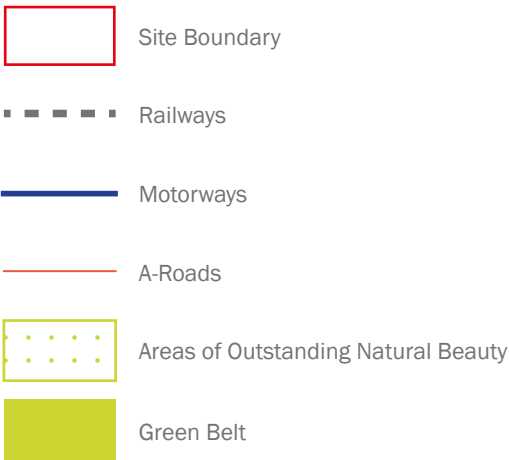 Site Boundary
Railways
Motorways
A-Roads
Areas of Outstanding Natural Beauty
Green Belt